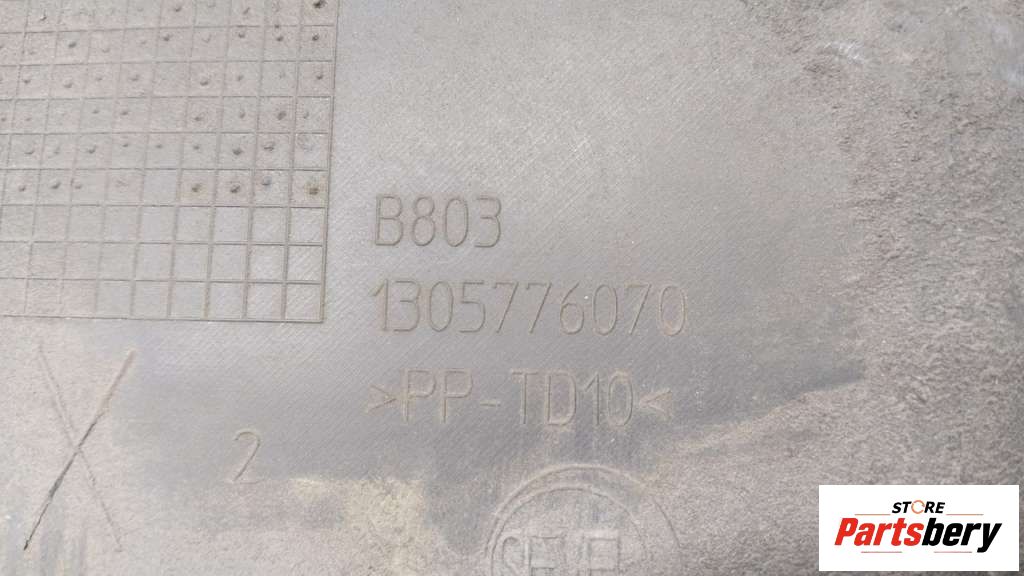 B803
1305776070
>PP-TD10<
2
STORE
Partsbery